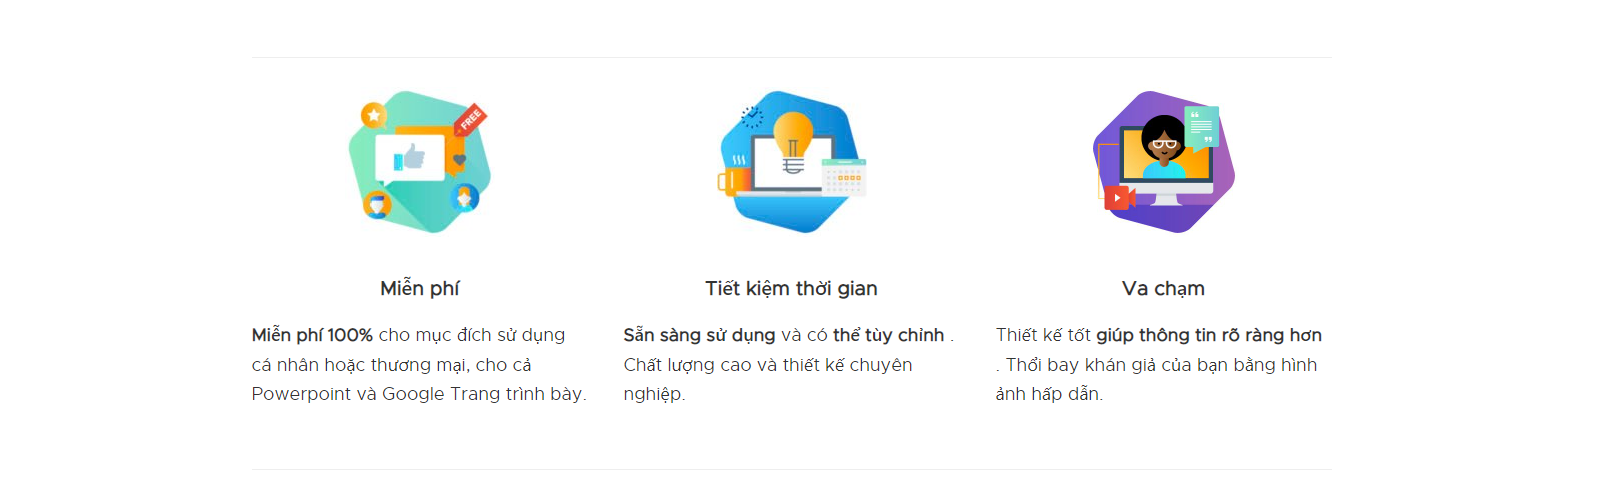 FREE
Miễn phí
Miễn phí 100% cho mục đích sử dụng
cá nhân hoặc thương mại, cho cả
Powerpoint và Google Trang trình bày.
Tiết kiệm thời gian
Sẵn sàng sử dụng và có thể tùy chỉnh .
Chất lượng cao và thiết kế chuyên
nghiệp.
Va chạm
Thiết kế tốt giúp thông tin rõ ràng hơn
. Thổi bay khán giả của bạn bằng hình
ảnh hấp dẫn.